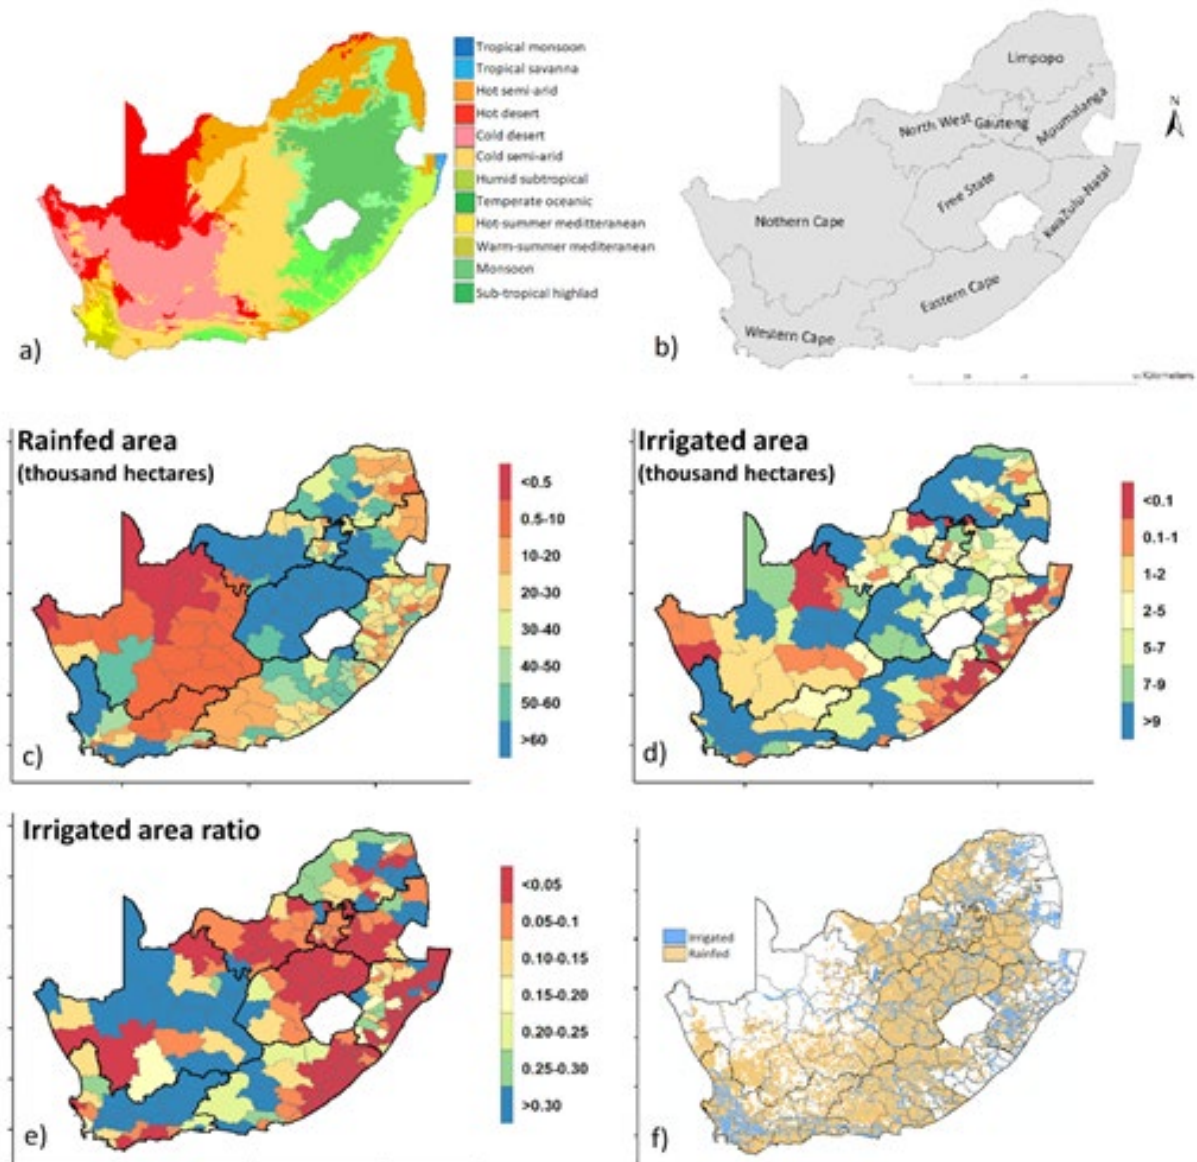 Tropical monsoon
Tropical savanna
Hot semi-arid
Hot desert
Cold desert
Cold semi-arid
Humid subtropical
Temperate oceanic
Hot-summer meditteranean
Warm-summer mediteranean
Monsoon
Sub-tropical highlad
a)
Limpopo
North West
Gauteng
Mpumalanga
Free State
KwaZulu-Natal
Nothern Cape
Eastern Cape
Western Cape
N
b)
Kilometers
Rainfed area
(thousand hectares)
<0.5
0.5-10
10-20
20-30
30-40
40-50
50-60
>60
c)
Irrigated area
(thousand hectares)
<0.1
0.1-1
1-2
2-5
5-7
7-9
>9
d)
Irrigated area ratio
<0.05
0.05-0.1
0.10-0.15
0.15-0.20
0.20-0.25
0.25-0.30
>0.30
e)
Irrigated
Rainfed
f)